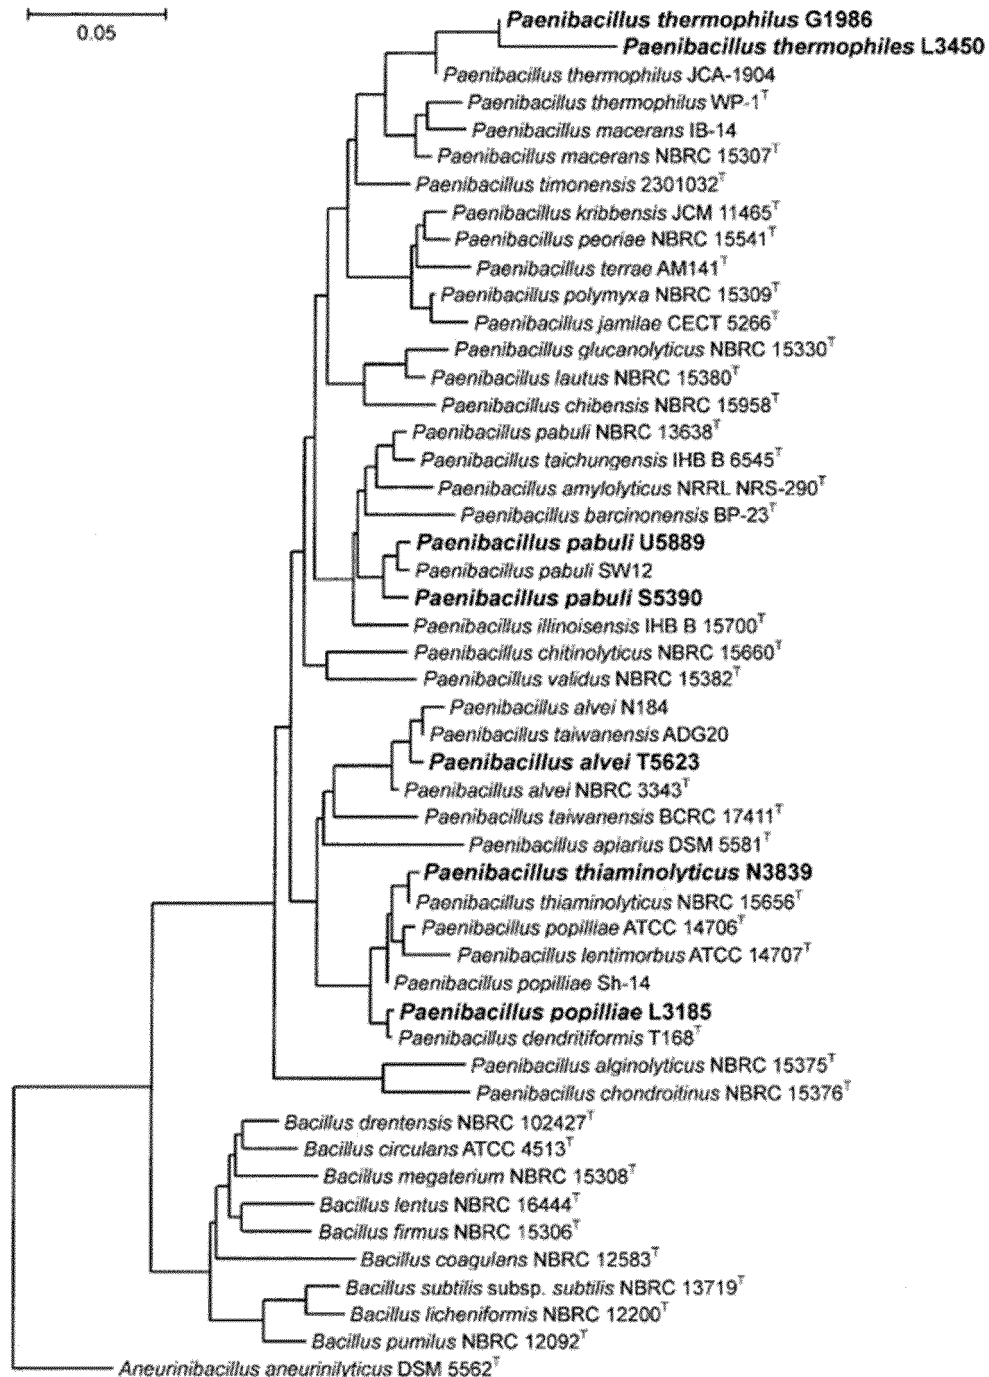 0.05
Paenibacillus thermophilus G1986
Paenibacillus thermophiles L3450
Paenibacillus thermophilus JCA-1904
Paenibacillus thermophilus WP-1T
Paenibacillus macerans IB-14
Paenibacillus macerans NBRC 15307T
Paenibacillus timonensis 2301032T
Paenibacillus kribbensis JCM 11465T
Paenibacillus peoriae NBRC 15541T
Paenibacillus terrae AM141T
Paenibacillus polymyxa NBRC 15309T
Paenibacillus jamilae CECT 5266T
Paenibacillus glucanolyticus NBRC 15330T
Paenibacillus lautus NBRC 15380T
Paenibacillus chibensis NBRC 15958T
Paenibacillus pabuli NBRC 13638T
Paenibacillus taichungensis IHB B 6545T
Paenibacillus amylolyticus NRRL NRS-290T
Paenibacillus barcinonensis BP-23T
Paenibacillus pabuli U5889
Paenibacillus pabuli SW12
Paenibacillus pabuli S5390
Paenibacillus illinoisensis IHB B 15700T
Paenibacillus chitinolyticus NBRC 15660T
Paenibacillus validus NBRC 15382T
Paenibacillus alvei N184
Paenibacillus taiwanensis ADG20
Paenibacillus alvei T5623
Paenibacillus alvei NBRC 3343T
Paenibacillus taiwanensis BCRC 17411T
Paenibacillus apiarius DSM 5581T
Paenibacillus thiaminolyticus N3839
Paenibacillus thiaminolyticus NBRC 15656T
Paenibacillus popilliae ATCC 14706T
Paenibacillus lentimorbus ATCC 14707T
Paenibacillus popilliae Sh-14
Paenibacillus popilliae L3185
Paenibacillus dendritiformis T168T
Paenibacillus alginolyticus NBRC 15375T
Paenibacillus chondroitinus NBRC 15376T
Bacillus drentensis NBRC 102427T
Bacillus circulans ATCC 4513T
Bacillus megaterium NBRC 15308T
Bacillus lentus NBRC 16444T
Bacillus firmus NBRC 15306T
Bacillus coagulans NBRC 12583T
Bacillus subtilis subsp. subtilis NBRC 13719T
Bacillus licheniformis NBRC 12200T
Bacillus pumilus NBRC 12092T
Aneurinibacillus aneurinilyticus DSM 5562T